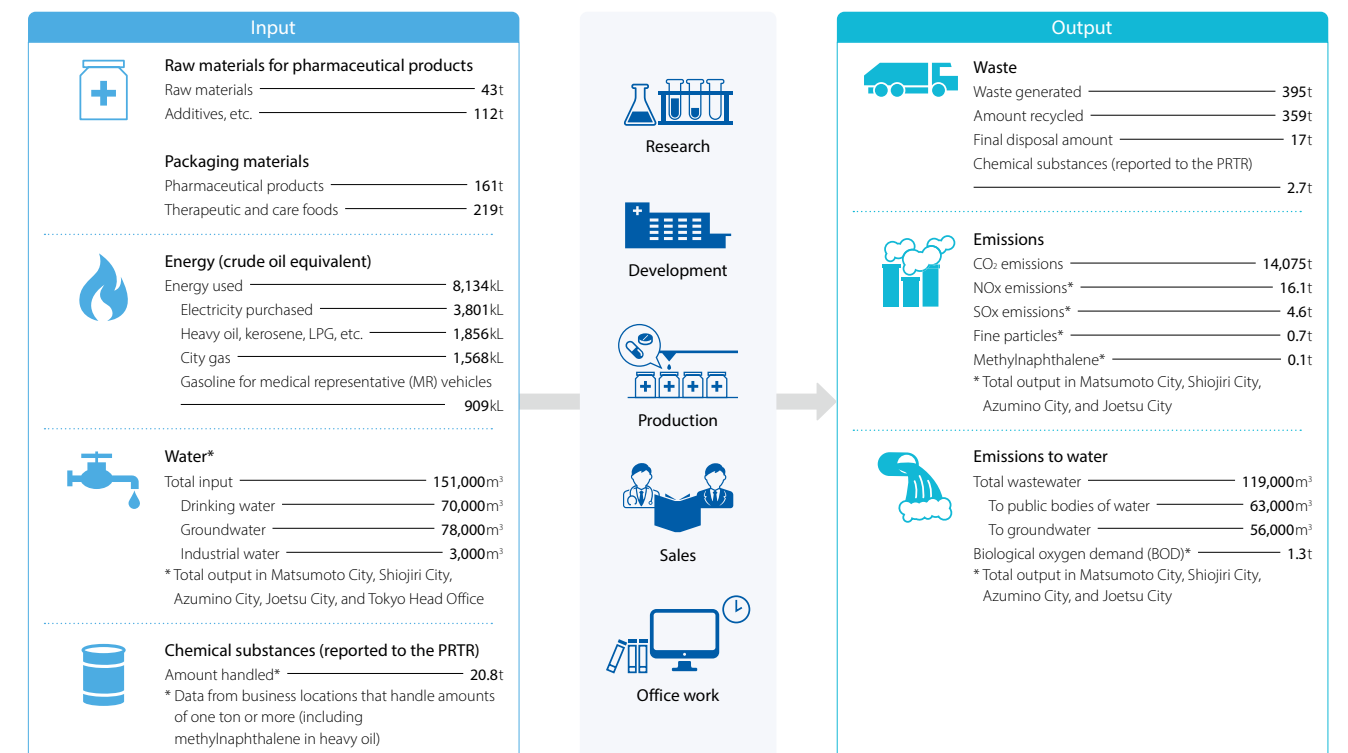 Input
Raw materials for pharmaceutical products
Raw materials 43t
Additives, etc. 112t
Packaging materials
Pharmaceutical products 161t
Therapeutic and care foods 219t
Energy (crude oil equivalent)
Energy used 8,134kL
Electricity purchased 3,801kL
Heavy oil, kerosene, LPG, etc. 1,856kL
City gas 1,568kL
Gasoline for medical representative (MR) vehicles
909kL
Water*
Total input 151,000m³
Drinking water 70,000m³
Groundwater 78,000m³
Industrial water 3,000m³
* Total output in Matsumoto City, Shiojiri City,
Azumino City, Joetsu City, and Tokyo Head Office
Chemical substances (reported to the PRTR)
Amount handled* 20.8t
* Data from business locations that handle amounts
of one ton or more (including
methylnaphthalene in heavy oil)
Research
Development
Production
Sales
Office work
Output
Waste
Waste generated 395t
Amount recycled 359t
Final disposal amount 17t
Chemical substances (reported to the PRTR)
2.7t
Emissions
CO₂ emissions 14,075t
NOx emissions* 16.1t
SOx emissions* 4.6t
Fine particles* 0.7t
Methylnaphthalene* 0.1t
* Total output in Matsumoto City, Shiojiri City,
Azumino City, and Joetsu City
Emissions to water
Total wastewater 119,000m³
To public bodies of water 63,000m³
To groundwater 56,000m³
Biological oxygen demand (BOD)* 1.3t
* Total output in Matsumoto City, Shiojiri City,
Azumino City, and Joetsu City